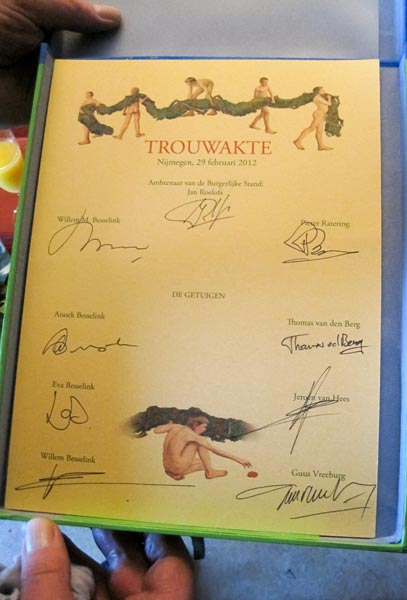 TROUWAKTE
Nijmegen, 29 februari 2012
Ambtenaar van de Burgerlijke Stand:
Jan Roelofs
Willem M. Besselink
Pieter Ratering
DE GETUIGEN
Anoek Besselink
Thomas van den Berg
Thomas vd Berg
Eva Besselink
Jeroen van Hees
Willem Besselink
Guus Vreeburg